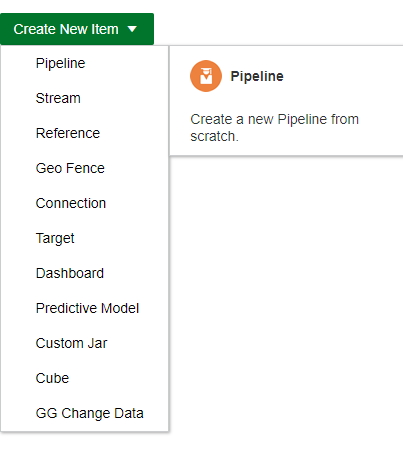 Create New Item
Pipeline
Stream
Reference
Geo Fence
Connection
Target
Dashboard
Predictive Model
Custom Jar
Cube
GG Change Data
Pipeline
Create a new Pipeline from
scratch.